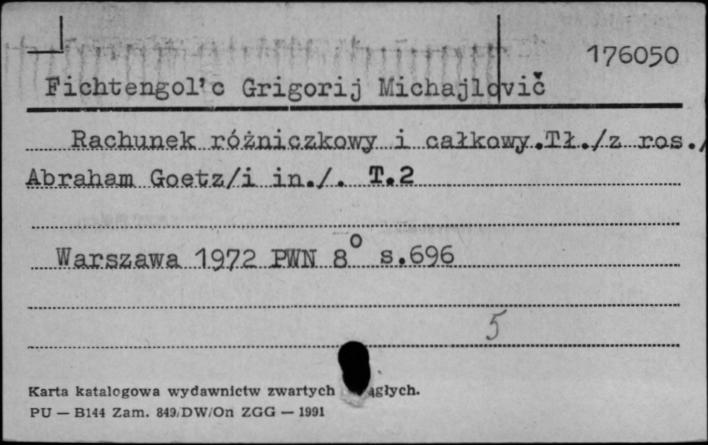 176050
Fichtengol'c Grigorij Michajlovič
Rachunek różniczkowy i całkowy.Tł./z ros./
Abraham Goetz/i in./. T.2
Warszawa 1972 PWN 8° s.696
5
Karta katalogowa wydawnictw zwartych
PU — B144 Zam. 849/DW/On ZGG — 1991